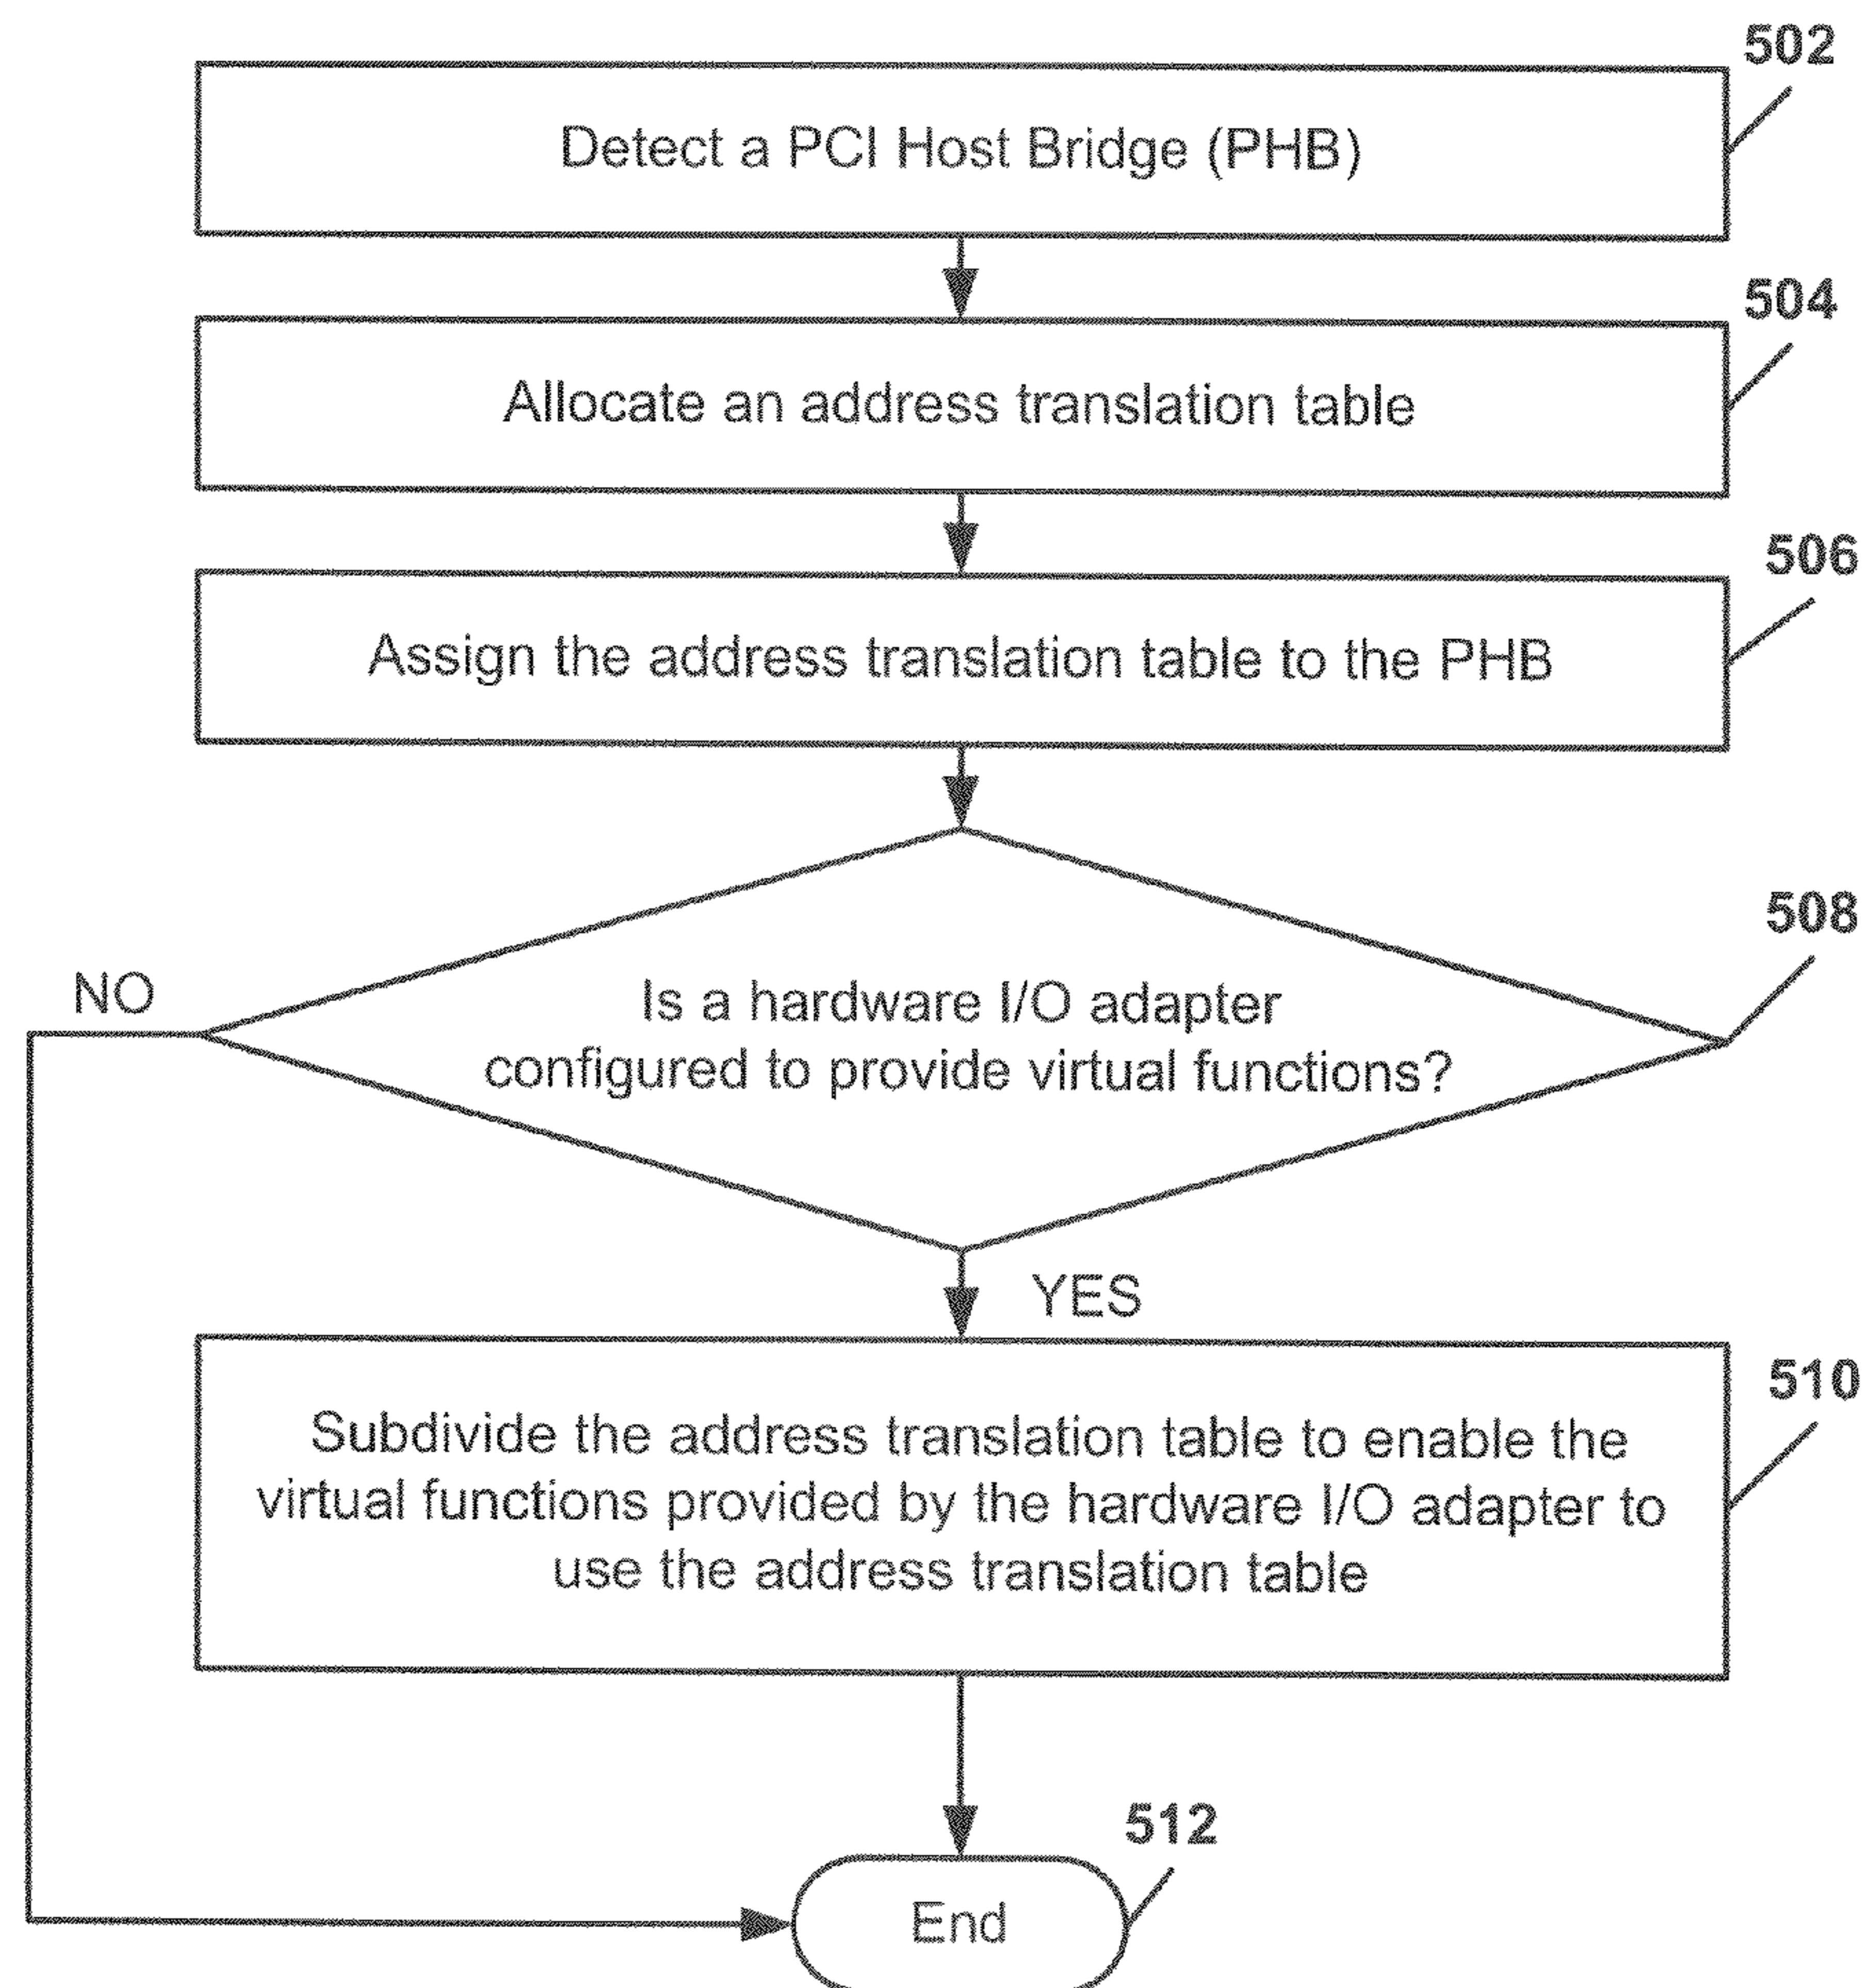 502
Detect a PCI Host Bridge (PHB)
504
Allocate an address translation table
506
Assign the address translation table to the PHB
508
NO
Is a hardware I/O adapter
configured to provide virtual functions?
YES
510
Subdivide the address translation table to enable the
virtual functions provided by the hardware I/O adapter to
use the address translation table
512
End